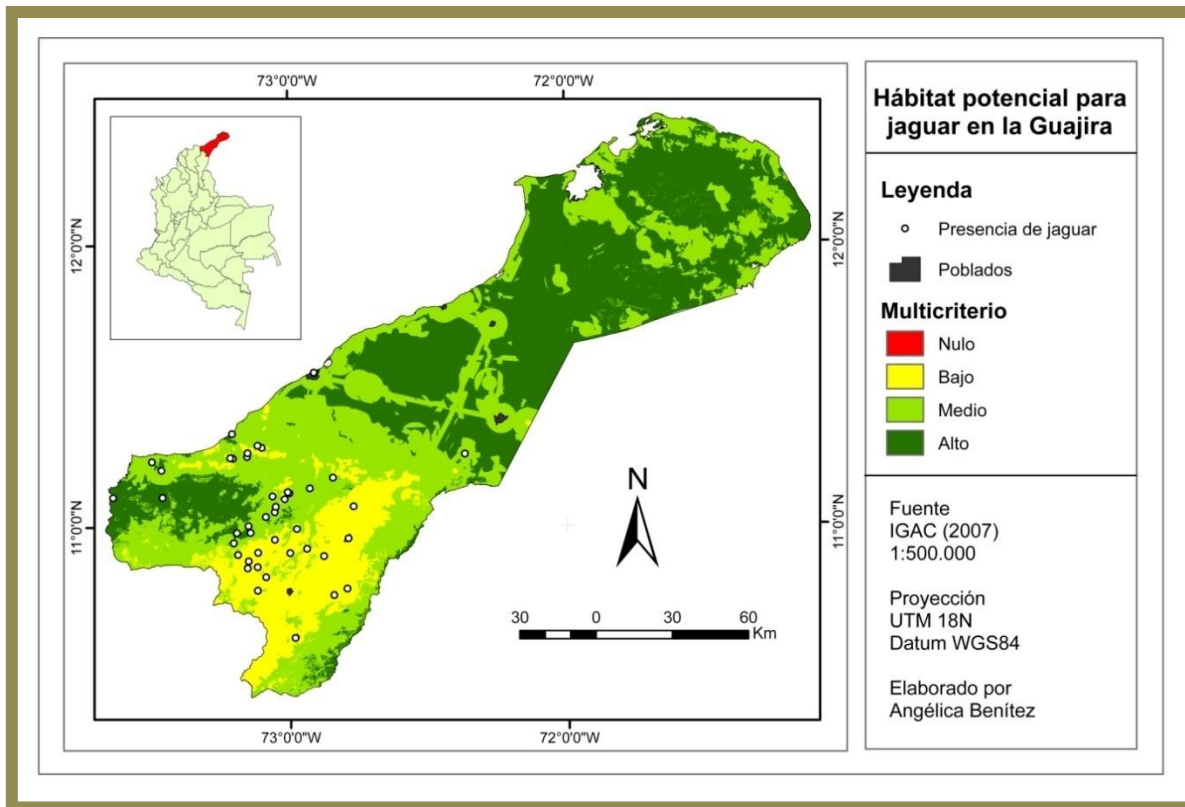 73°0'0"W
72°0'0"W
12°0'0"N
12°0'0"N
11°0'0"N
11°0'0"N
N
30
0
30
60
Km
73°0'0"W
72°0'0"W
Hábitat potencial para
jaguar en la Guajira
Leyenda
Presencia de jaguar
Poblados
Multicriterio
Nulo
Bajo
Medio
Alto
Fuente
IGAC (2007)
1:500.000
Proyección
UTM 18N
Datum WGS84
Elaborado por
Angélica Benítez